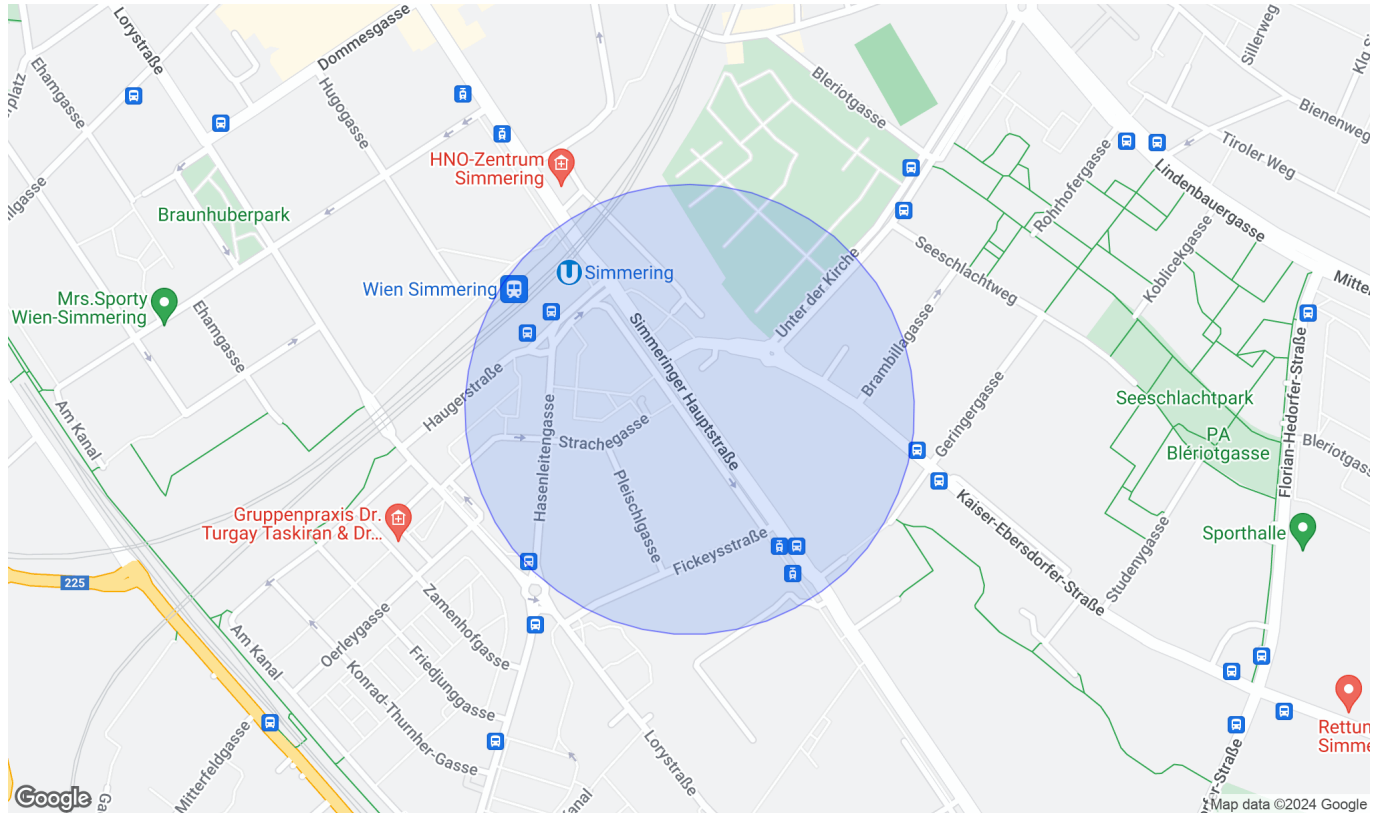 Lorystraße
Dommesgasse
Ehamgasse
Hugogasse
Bleriotgasse
Sillerweg
Bienenweg
Tiroler Weg
HNO-Zentrum
Simmering
Rohrhofergasse
Lindenbauergasse
Braunhuberpark
Koblicekgasse
Seeschlachtweg
Unter der Kirche
Simmering
Wien Simmering
Mrs.Sporty
Wien-Simmering
Ehamgasse
Simmeringer Hauptstraße
Brambillagasse
Haugerstraße
Am Kanal
Geringergasse
Seeschlachtpark
Florian-Hedorfer-Straße
PA
Blériotgasse
Bleriotgasse
Strachegasse
Hasenleitengasse
Pleischlgasse
Gruppenpraxis Dr.
Turgay Taskiran & Dr...
Kaiser-Ebersdorfer-Straße
Sporthalle
Fickeysstraße
Studenygasse
225
Zamenhofgasse
Oerleygasse
Am Kanal
Friedjunggasse
Konrad-Thurnher-Gasse
Lorystraße
Mitterfeldgasse
Google
Map data ©2024 Google